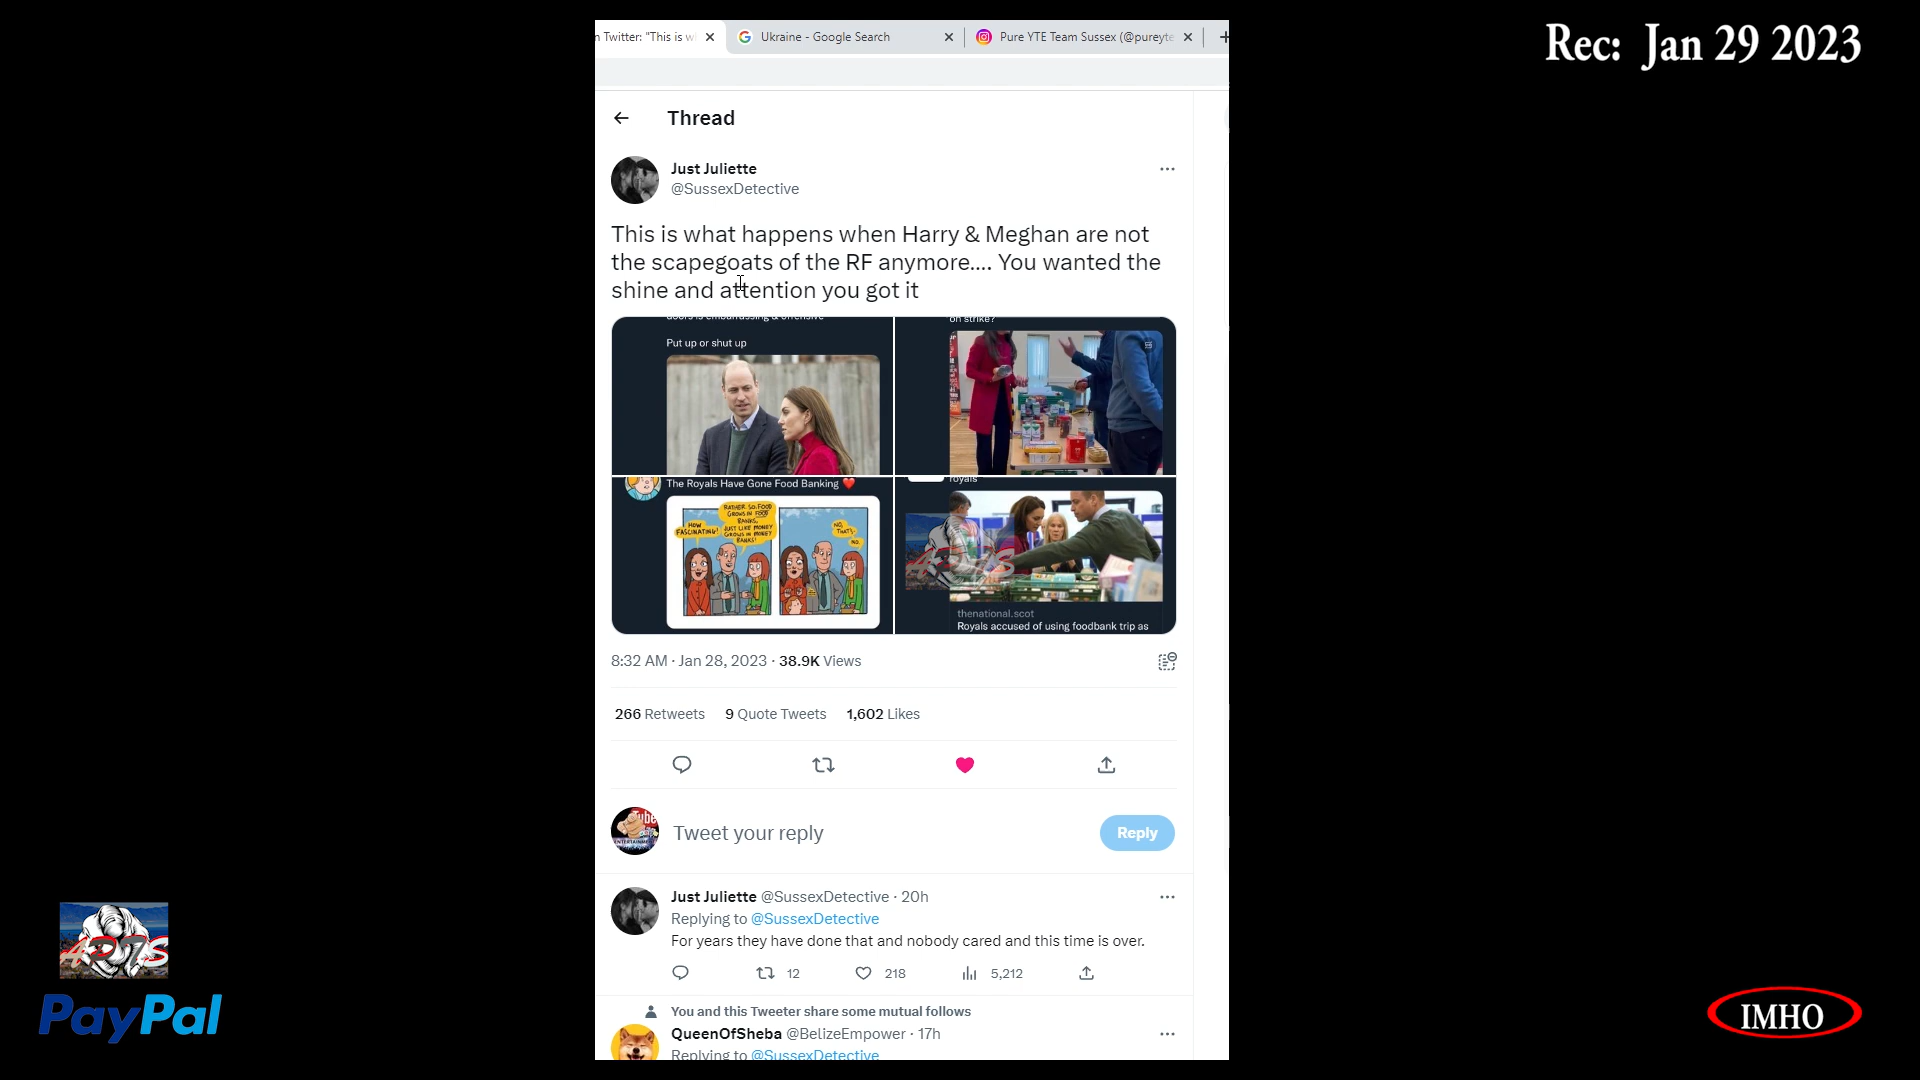 Rec: Jan 29 2023
n Twitter: "This is w
Ukraine - Google Search
Pure YTE Team Sussex (@pureyte
Thread
Just Juliette
@SussexDetective
This is what happens when Harry & Meghan are not
the scapegoats of the RF anymore.... You wanted the
shine and attention you got it
doors is embarrassing & offensive
Put up or shut up
on strike?
The Royals Have Gone Food Banking ❤️
HOW FASCINATING!
RATHER SO. FOOD
GROWS IN FOOD
BANKS,
JUST LIKE MONEY
GROWS IN MONEY
BANKS!
NO,
THAT'S..
NO.
royals
thenational.scot
Royals accused of using foodbank trip as
8:32 AM · Jan 28, 2023 · 38.9K Views
266 Retweets 9 Quote Tweets 1,602 Likes
Tweet your reply
Reply
Just Juliette @SussexDetective · 20h
Replying to @SussexDetective
For years they have done that and nobody cared and this time is over.
12 218 5,212
You and this Tweeter share some mutual follows
QueenOfSheba @BelizeEmpower · 17h
Replying to @SussexDetective
PayPal
IMHO